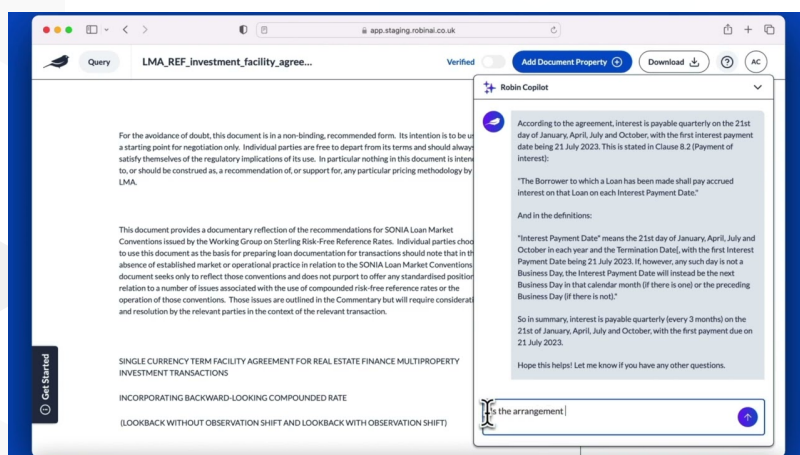 app.staging.robinai.co.uk
Query
LMA_REF_investment_facility_agree...
Verified
Add Document Property
Download
AC
Robin Copilot
For the avoidance of doubt, this document is in a non-binding, recommended form. Its intention is to be
a starting point for negotiation only. Individual parties are free to depart from its terms and should
satisfy themselves of the regulatory implications of its use. In particular nothing in this document is
to, or should be construed as, a recommendation of, or support for, any particular pricing methodology by
LMA.
This document provides a documentary reflection of the recommendations for SONIA Loan Market
Conventions issued by the Working Group on Sterling Risk-Free Reference Rates. Individual parties
to use this document as the basis for preparing loan documentation for transactions should note that in
absence of established market or operational practice in relation to the SONIA Loan Market Conventions
document seeks only to reflect those conventions and does not purport to offer any standardised
relation to a number of issues associated with the use of compounded risk-free reference rates or the
operation of those conventions. Those issues are outlined in the Commentary but will require
and resolution by the relevant parties in the context of the relevant transaction.
SINGLE CURRENCY TERM FACILITY AGREEMENT FOR REAL ESTATE FINANCE MULTIPROPERTY
INVESTMENT TRANSACTIONS
INCORPORATING BACKWARD-LOOKING COMPOUNDED RATE
(LOOKBACK WITHOUT OBSERVATION SHIFT AND LOOKBACK WITH OBSERVATION SHIFT)
Get Started
According to the agreement, interest is payable quarterly on the 21st
day of January, April, July and October, with the first interest payment
date being 21 July 2023. This is stated in Clause 8.2 (Payment of
interest):
"The Borrower to which a Loan has been made shall pay accrued
interest on that Loan on each Interest Payment Date."
And in the definitions:
"Interest Payment Date" means the 21st day of January, April, July and
October in each year and the Termination Date[, with the first Interest
Payment Date being 21 July 2023. If, however, any such day is not a
Business Day, the Interest Payment Date will instead be the next
Business Day in that calendar month (if there is one) or the preceding
Business Day (if there is not)."
So in summary, interest is payable quarterly (every 3 months) on the
21st of January, April, July and October, with the first payment due on
21 July 2023.
Hope this helps! Let me know if you have any other questions.
the arrangement